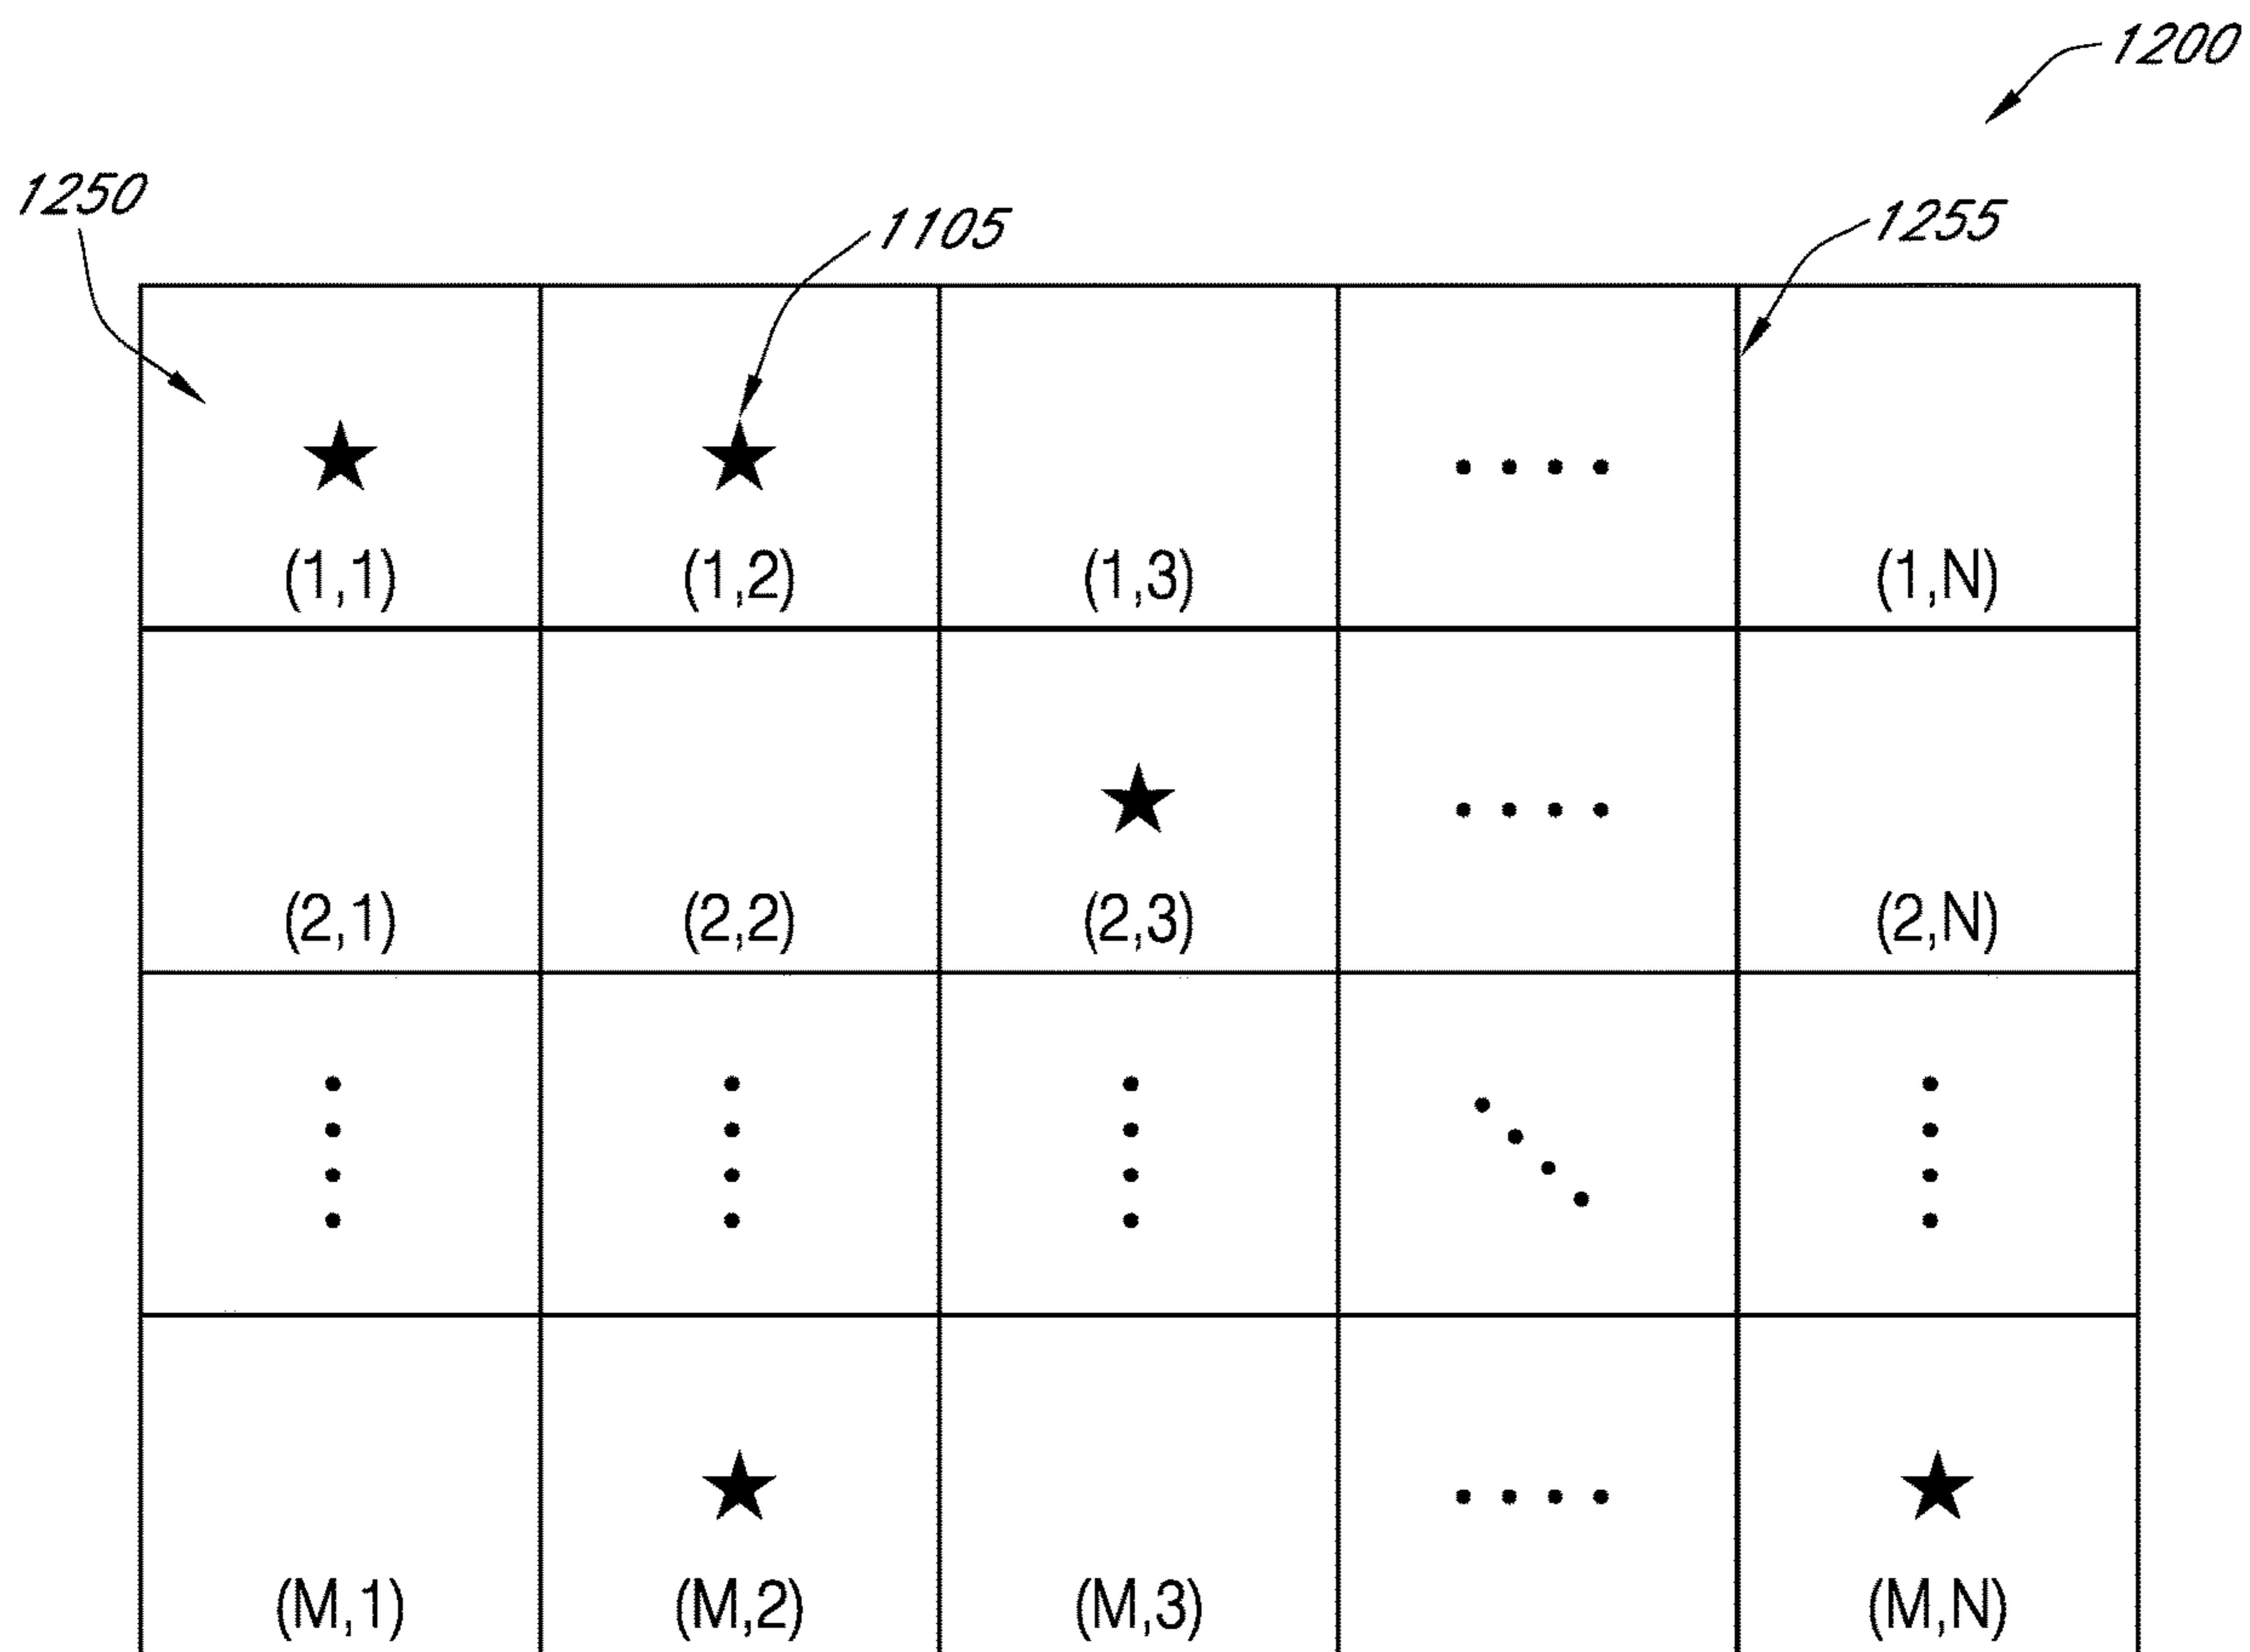 1200
1250
1105
1255
(1,1) (1,2) (1,3) (1,N)
(2,1) (2,2) (2,3) (2,N)
(M,1) (M,2) (M,3) (M,N)